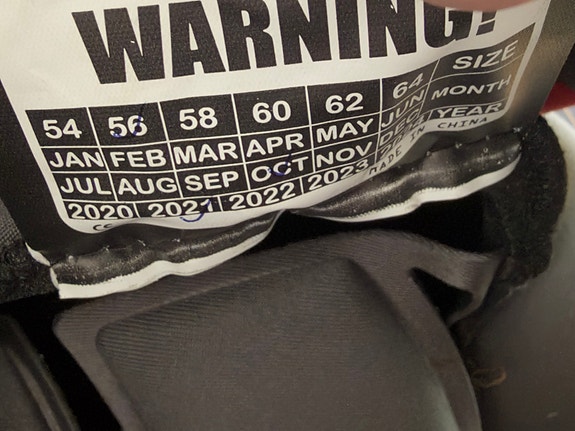 WARNING!
54 56 58 60 62 64 SIZE
JAN FEB MAR APR MAY JUN MONTH
JUL AUG SEP OCT NOV DEC
2020 2021 2022 2023 YEAR
MADE IN CHINA